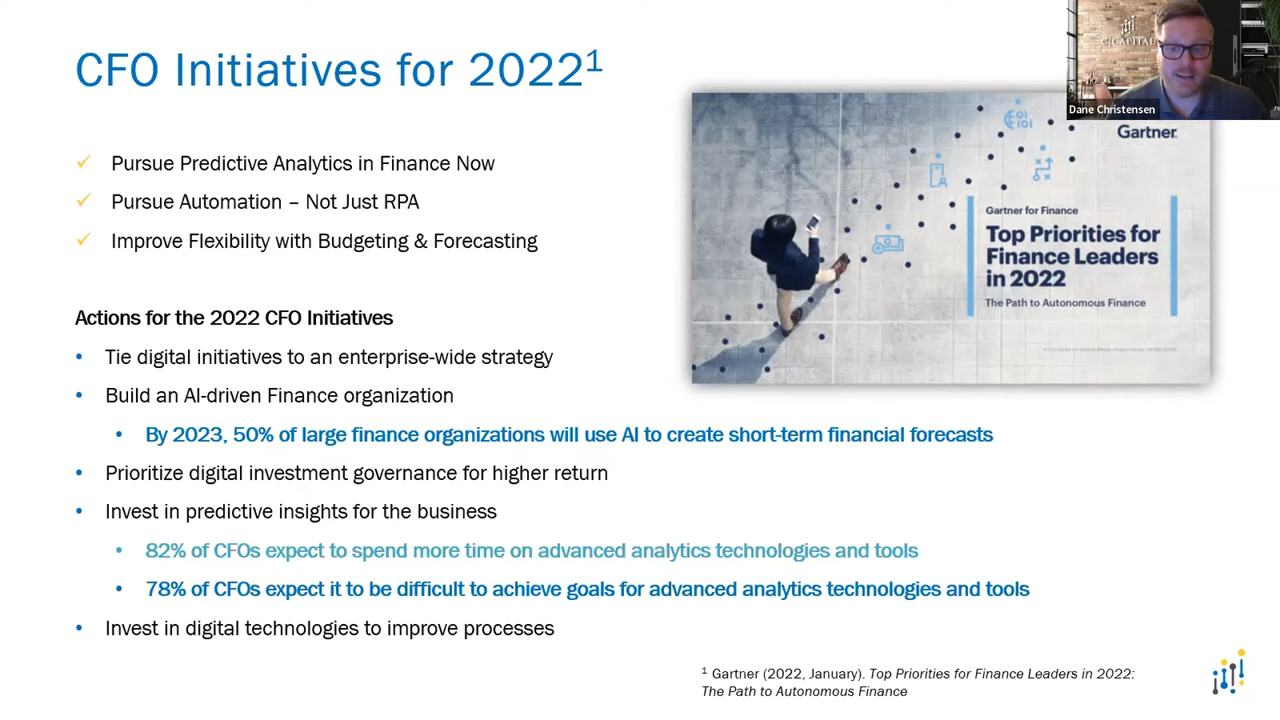 CFO Initiatives for 2022¹
✓ Pursue Predictive Analytics in Finance Now
✓ Pursue Automation – Not Just RPA
✓ Improve Flexibility with Budgeting & Forecasting
Actions for the 2022 CFO Initiatives
• Tie digital initiatives to an enterprise-wide strategy
• Build an AI-driven Finance organization
• By 2023, 50% of large finance organizations will use AI to create short-term financial forecasts
• Prioritize digital investment governance for higher return
• Invest in predictive insights for the business
• 82% of CFOs expect to spend more time on advanced analytics technologies and tools
• 78% of CFOs expect it to be difficult to achieve goals for advanced analytics technologies and tools
• Invest in digital technologies to improve processes
CAPITAL
Dane Christensen
Gartner
Gartner for Finance
Top Priorities for
Finance Leaders
in 2022
The Path to Autonomous Finance
¹ Gartner (2022, January). Top Priorities for Finance Leaders in 2022:
The Path to Autonomous Finance